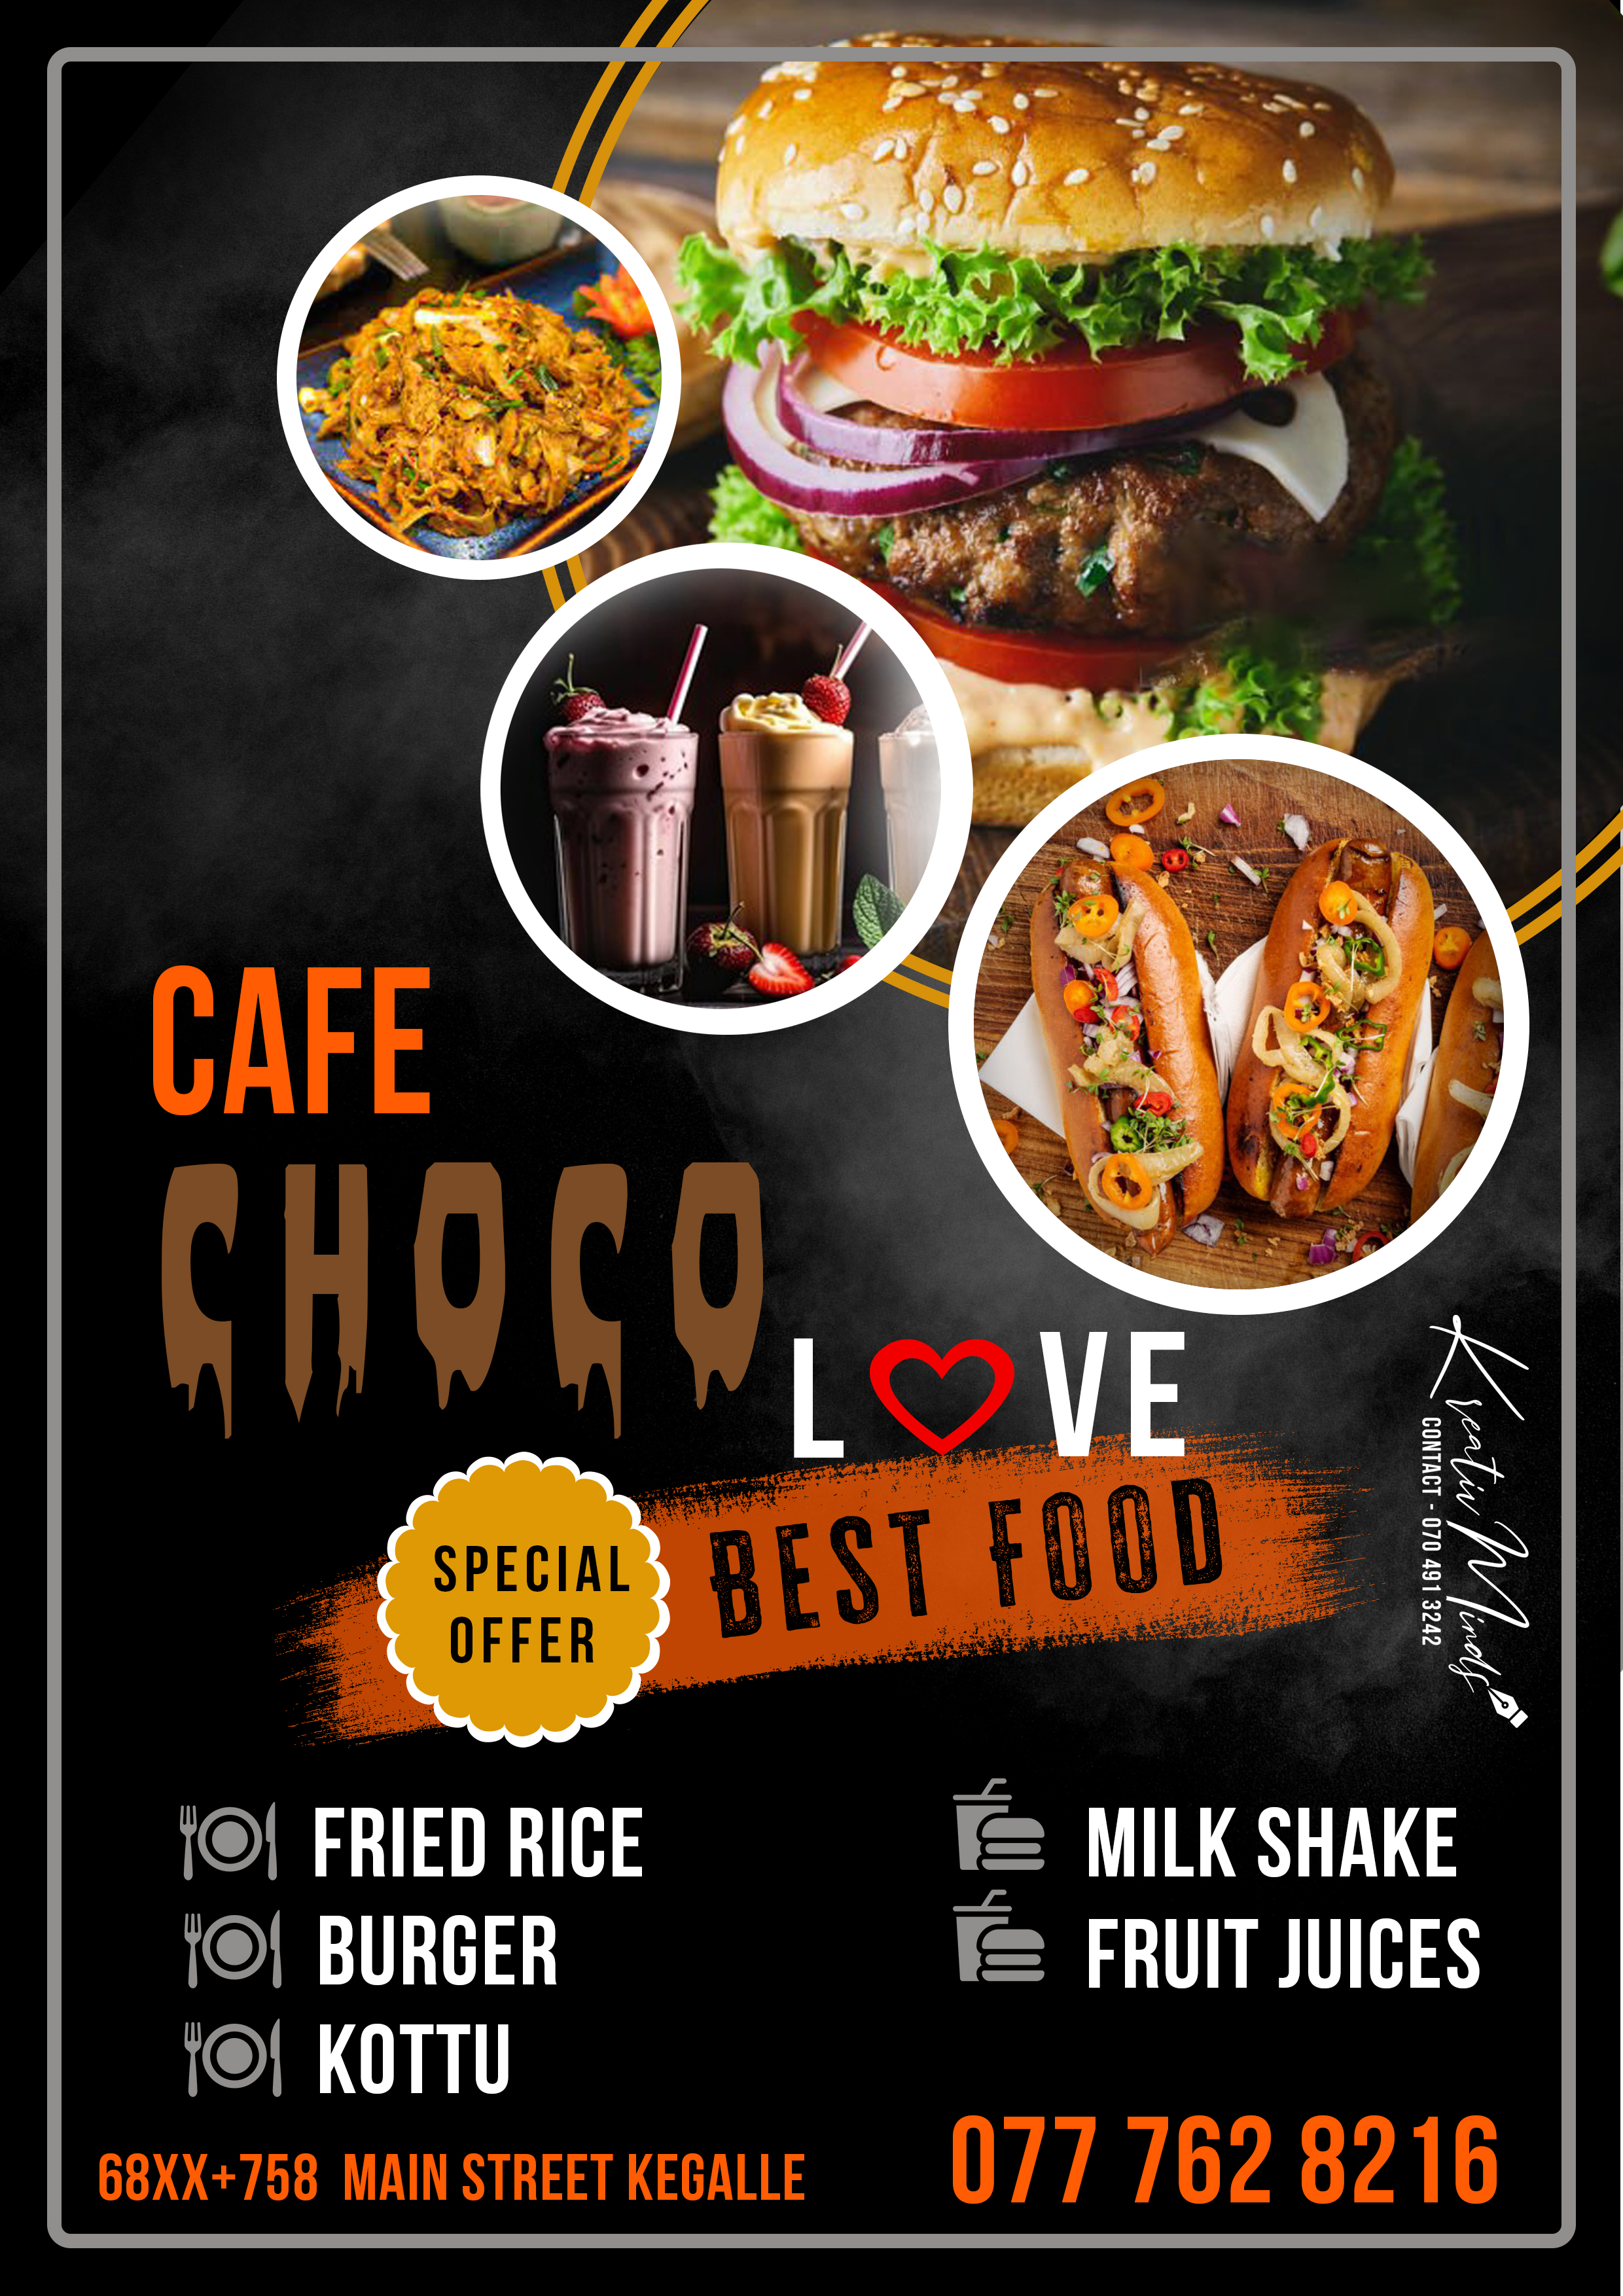 CAFE
CHOCO
L❤VE
BEST FOOD
SPECIAL
OFFER
Kreativ Minds
CONTACT - 070 491 3242
FRIED RICE
BURGER
KOTTU
MILK SHAKE
FRUIT JUICES
68XX+758 MAIN STREET KEGALLE
077 762 8216